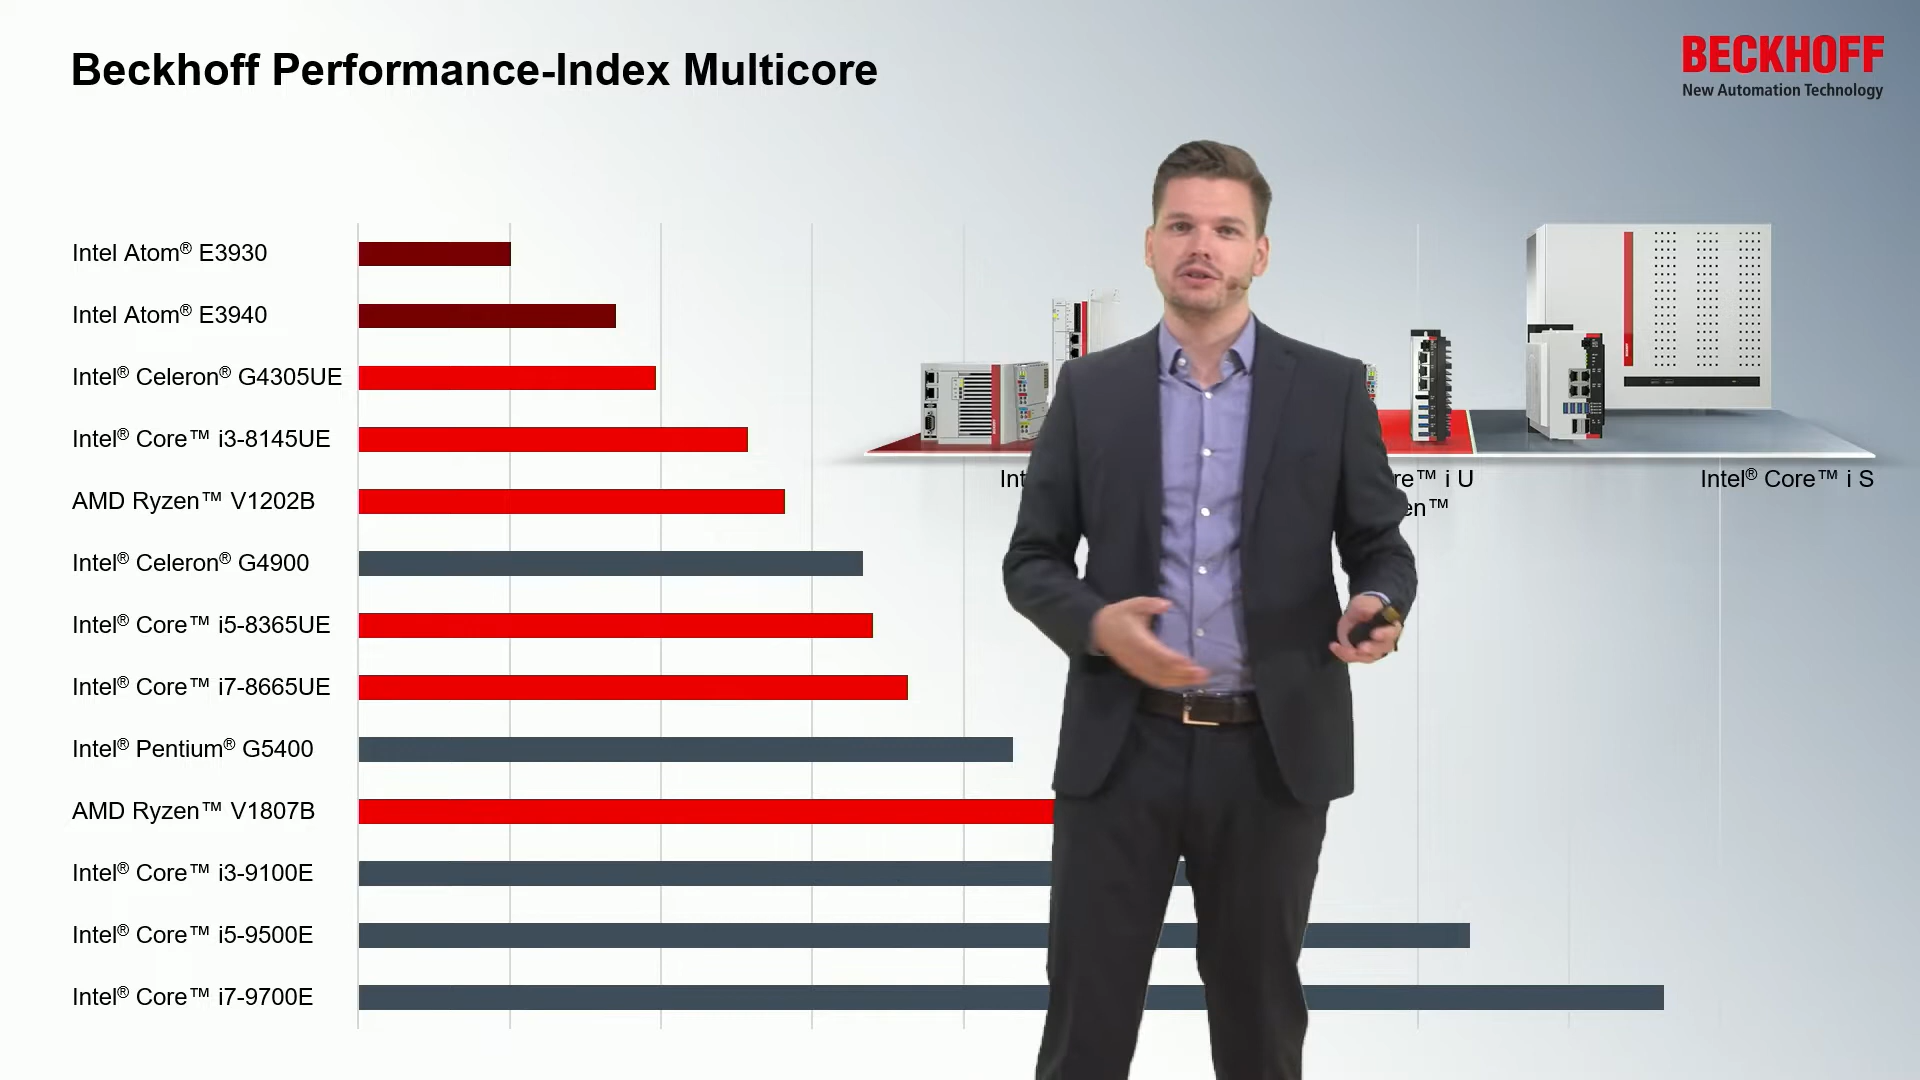 Beckhoff Performance-Index Multicore
BECKHOFF
New Automation Technology
Intel Atom® E3930
Intel Atom® E3940
Intel® Celeron® G4305UE
Intel® Core™ i3-8145UE
AMD Ryzen™ V1202B
Intel® Celeron® G4900
Intel® Core™ i5-8365UE
Intel® Core™ i7-8665UE
Intel® Pentium® G5400
AMD Ryzen™ V1807B
Intel® Core™ i3-9100E
Intel® Core™ i5-9500E
Intel® Core™ i7-9700E
™ i U
™
Intel® Core™ i S